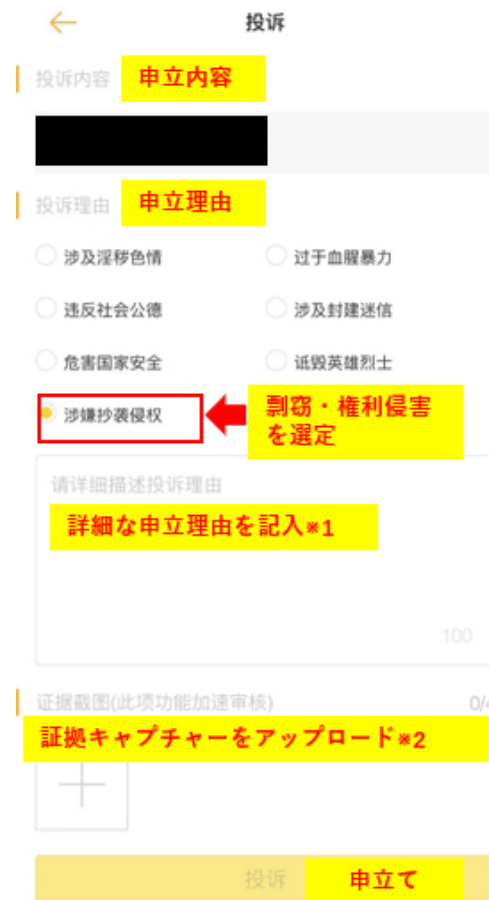 投诉
投诉内容 申立内容
投诉理由 申立理由
涉及淫秽色情 过于血腥暴力
违反社会公德 涉及封建迷信
危害国家安全 诋毁英雄烈士
涉嫌抄袭侵权 剽窃・権利侵害
を選定
请详细描述投诉理由
詳細な申立理由を記入※1
100
证据截图(此项功能加速审核) 0/4
証拠キャプチャーをアップロード※2
投诉 申立て